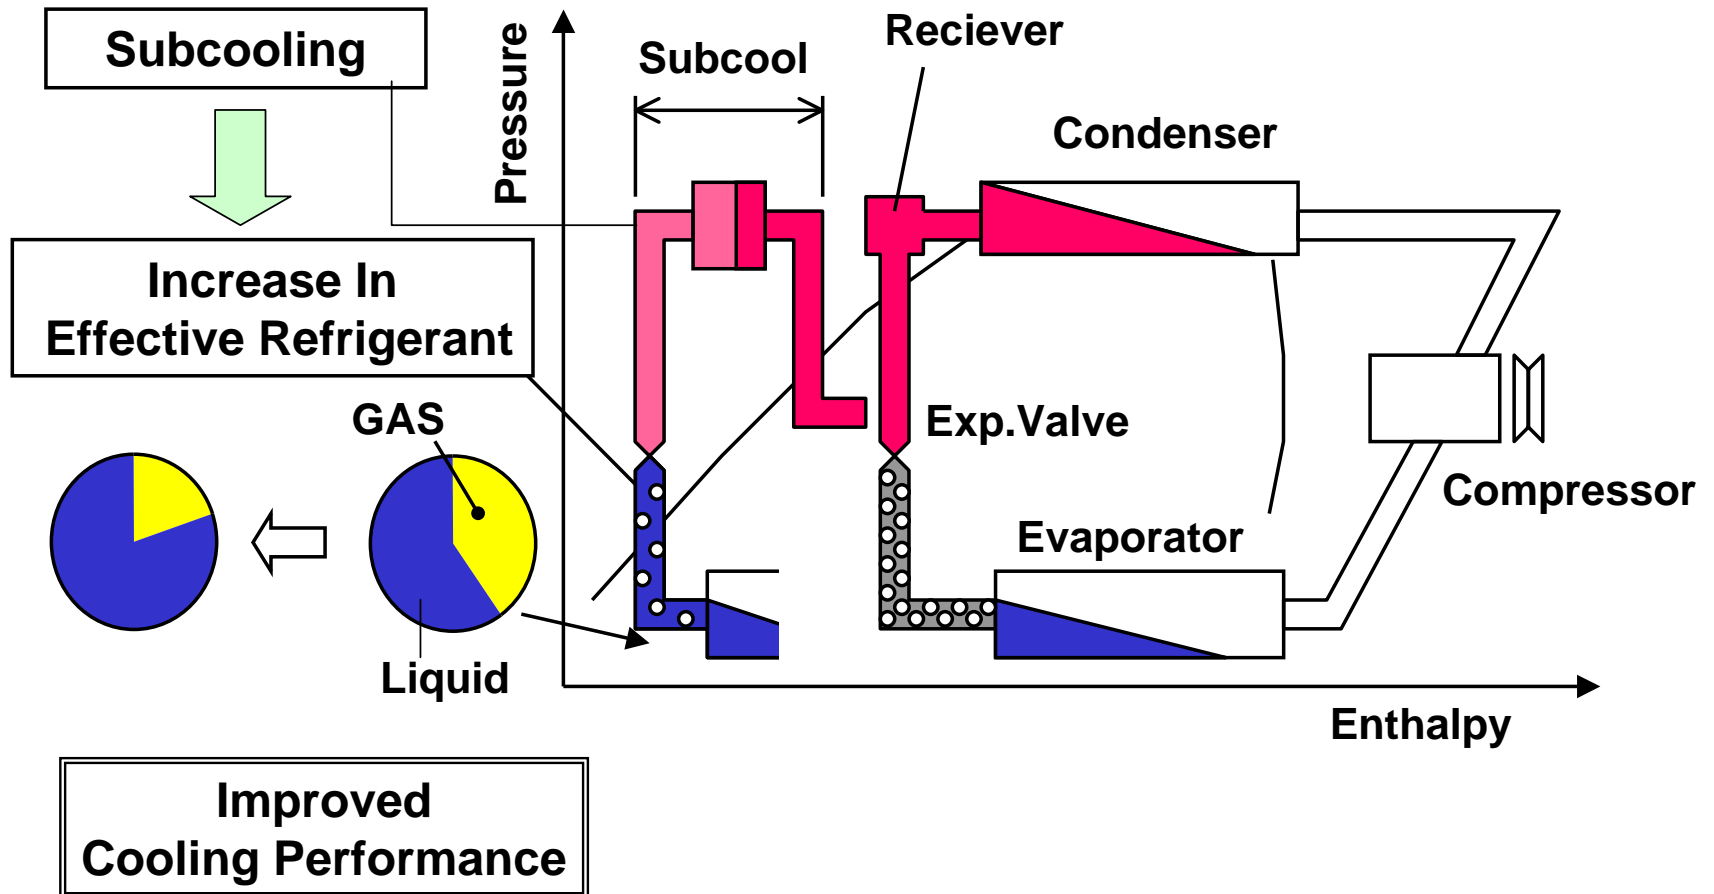 Subcooling
Increase In
Effective Refrigerant
GAS
Liquid
Improved
Cooling Performance
Pressure
Subcool
Reciever
Condenser
Exp.Valve
Compressor
Evaporator
Enthalpy